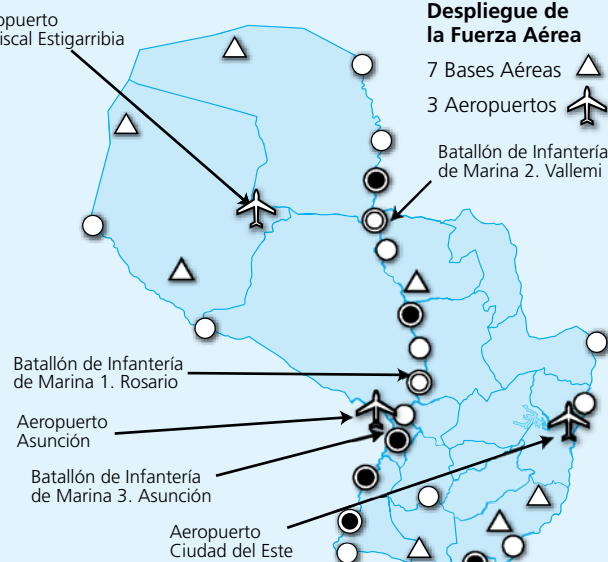 opuerto
iscal Estigarribia
Despliegue de
la Fuerza Aérea
7 Bases Aéreas
3 Aeropuertos
Batallón de Infantería
de Marina 2. Vallemi
Batallón de Infantería
de Marina 1. Rosario
Aeropuerto
Asunción
Batallón de Infantería
de Marina 3. Asunción
Aeropuerto
Ciudad del Este